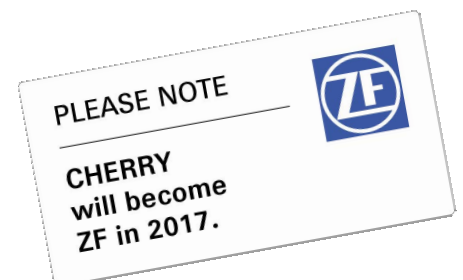 PLEASE NOTE
ZF
CHERRY
will become
ZF in 2017.